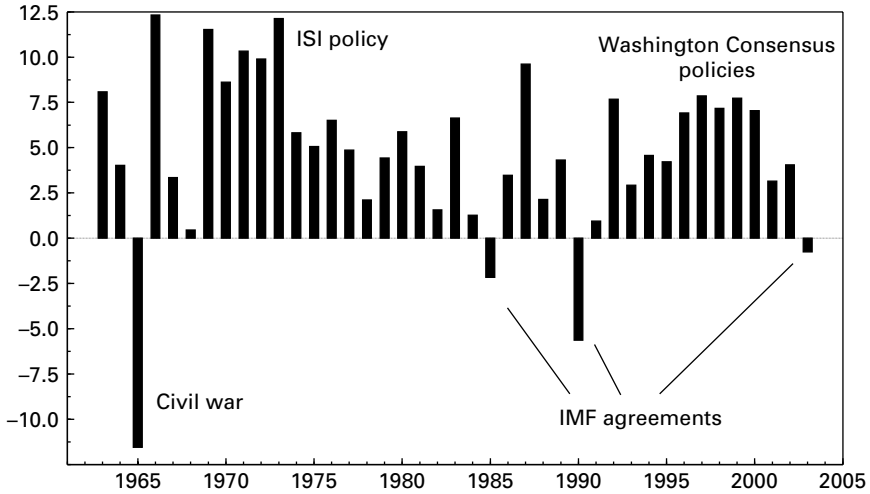 12.5
ISI policy
Washington Consensus
policies
10.0
7.5
5.0
2.5
0.0
−2.5
−5.0
−7.5
−10.0
Civil war
IMF agreements
1965 1970 1975 1980 1985 1990 1995 2000 2005